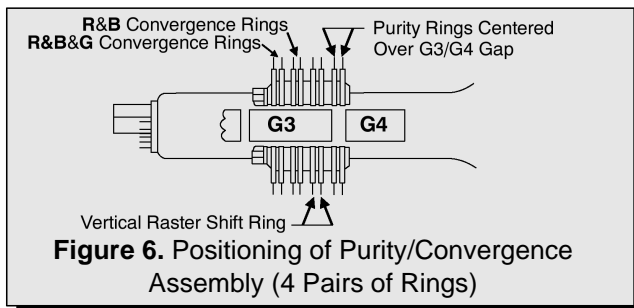 R&B Convergence Rings
R&B&G Convergence Rings
Purity Rings Centered
Over G3/G4 Gap
G3
G4
Vertical Raster Shift Ring
Figure 6. Positioning of Purity/Convergence
Assembly (4 Pairs of Rings)